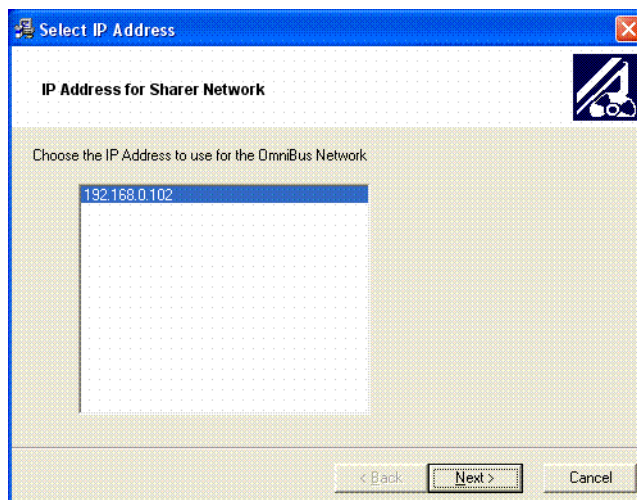 Select IP Address
IP Address for Sharer Network
Choose the IP Address to use for the OmniBus Network
192.168.0.102
< Back Next > Cancel